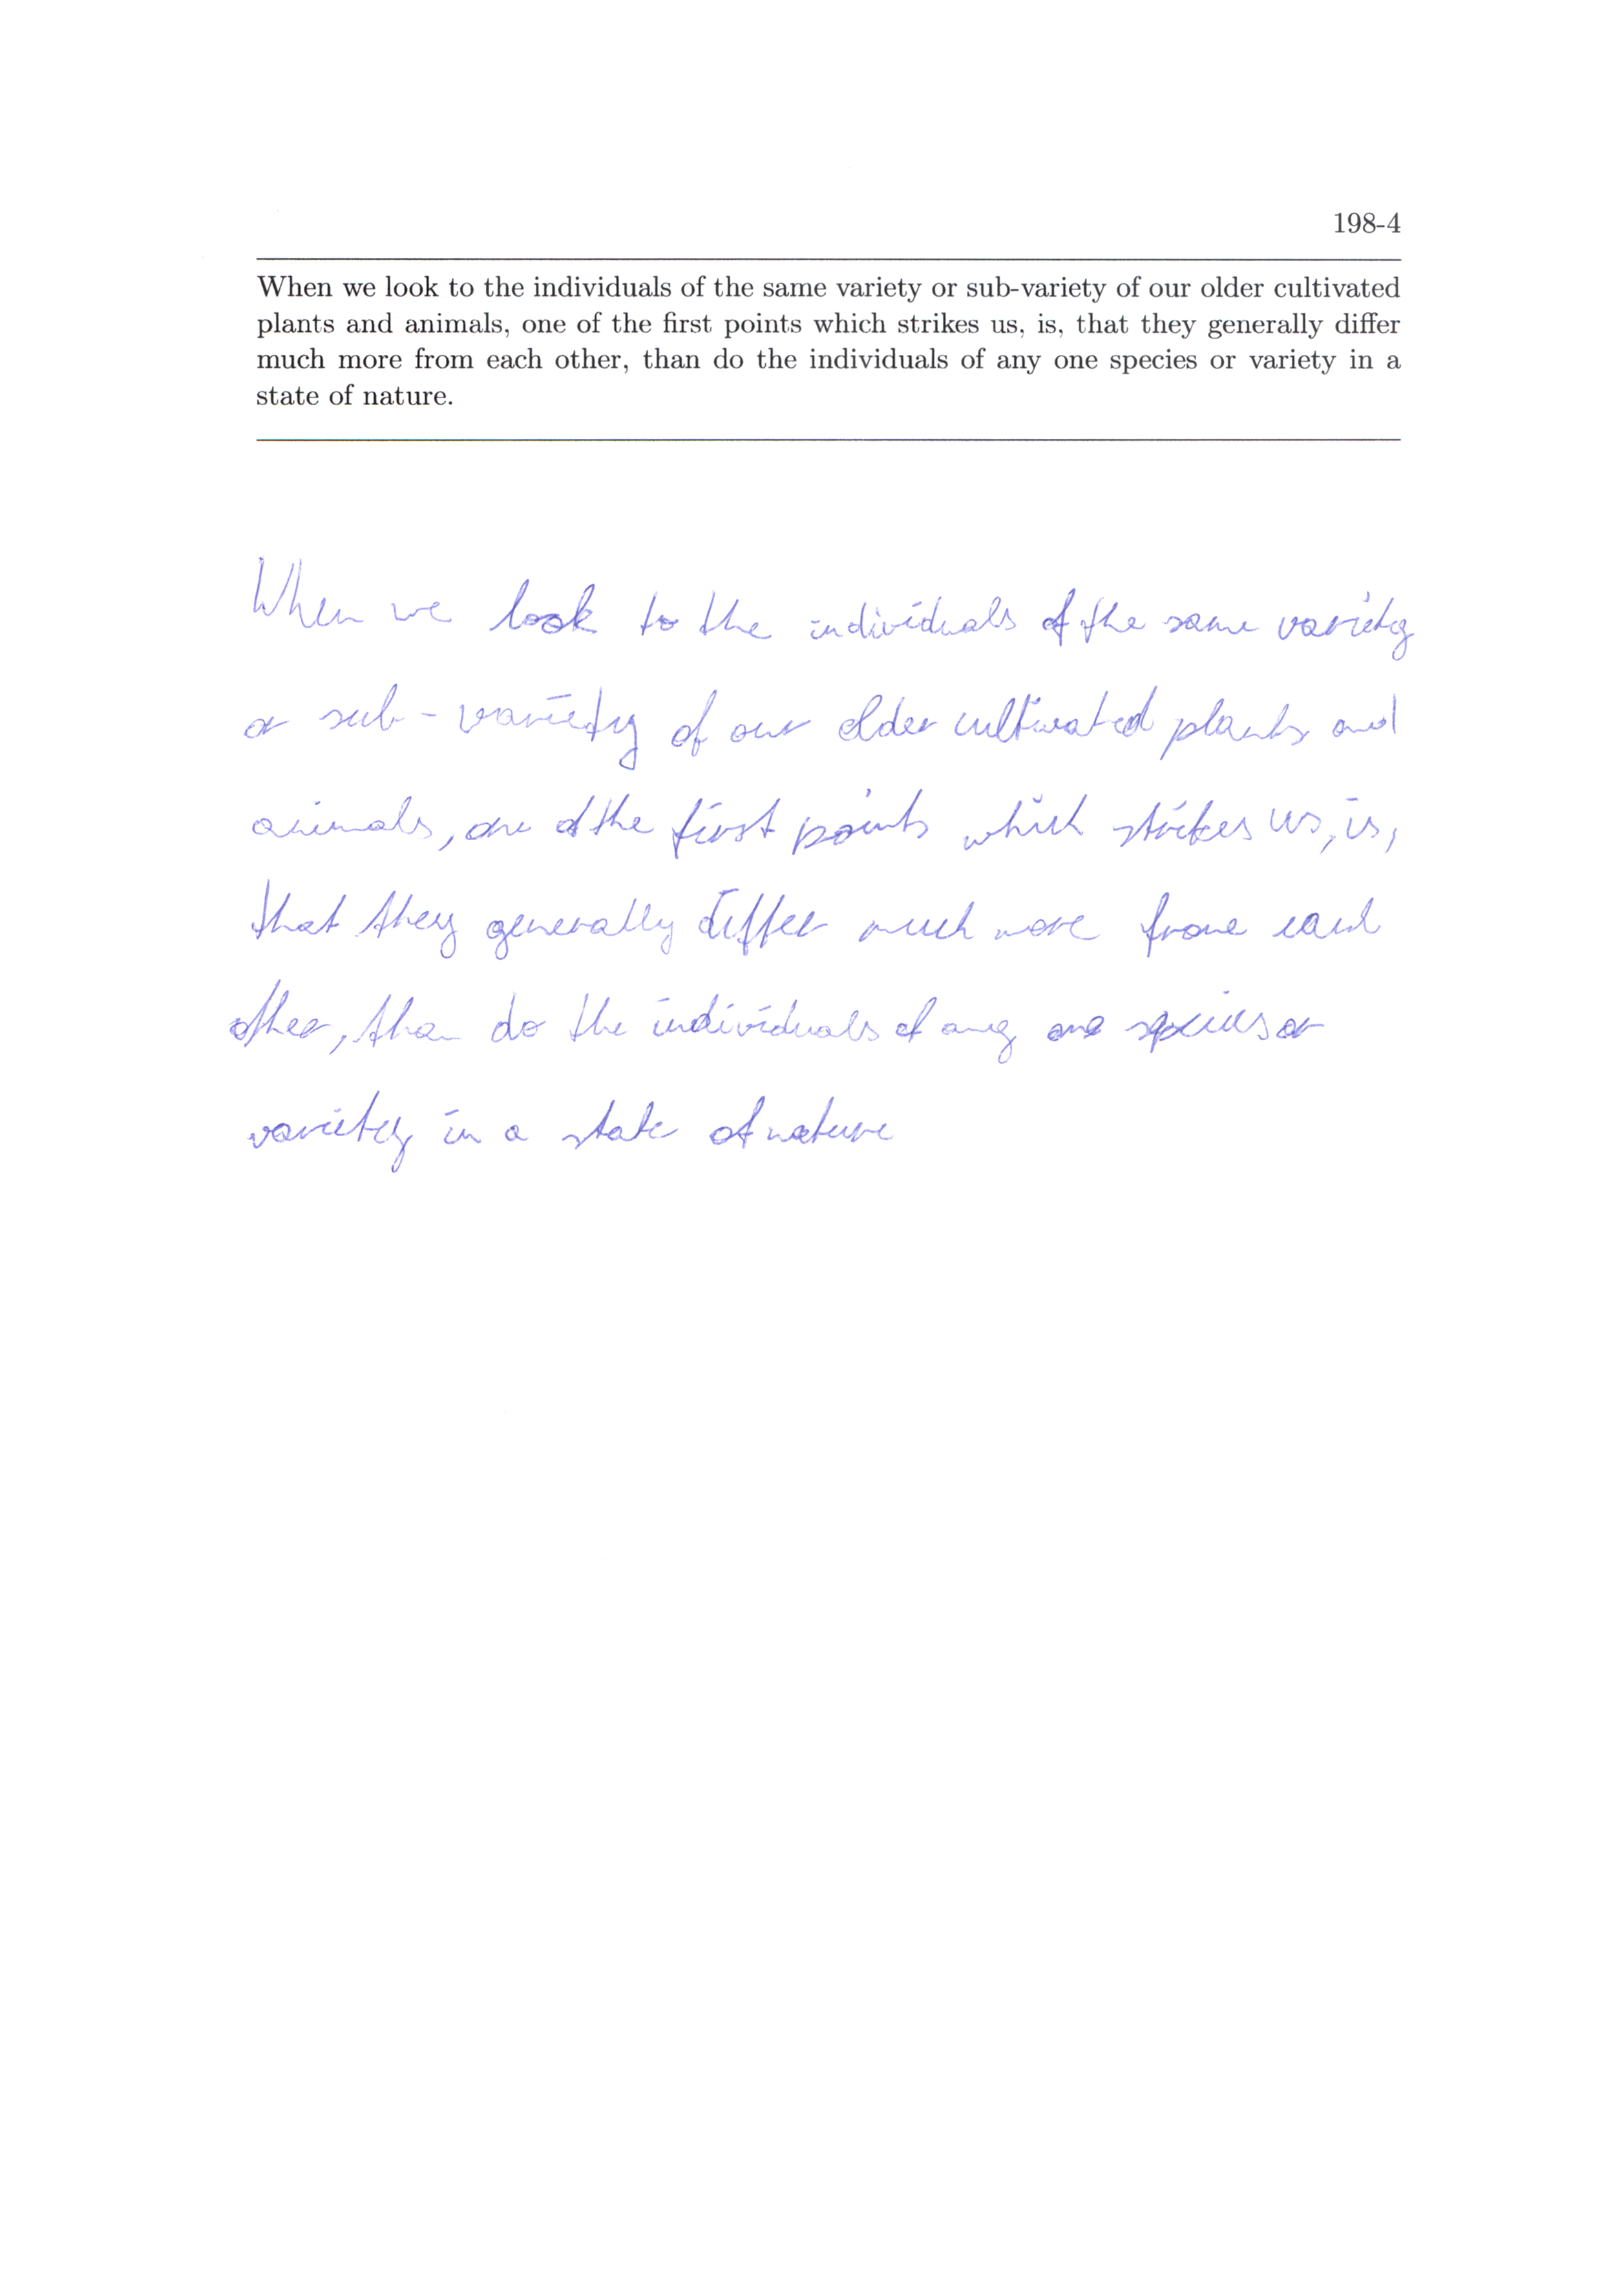 198-4
When we look to the individuals of the same variety or sub-variety of our older cultivated
plants and animals, one of the first points which strikes us, is, that they generally differ
much more from each other, than do the individuals of any one species or variety in a
state of nature.
When we look to the individuals of the same variety
or sub-variety of our older cultivated plants and
animals, one of the first points which strikes us, is,
that they generally differ much more from each
other, than do the individuals of any one species or
variety in a state of nature